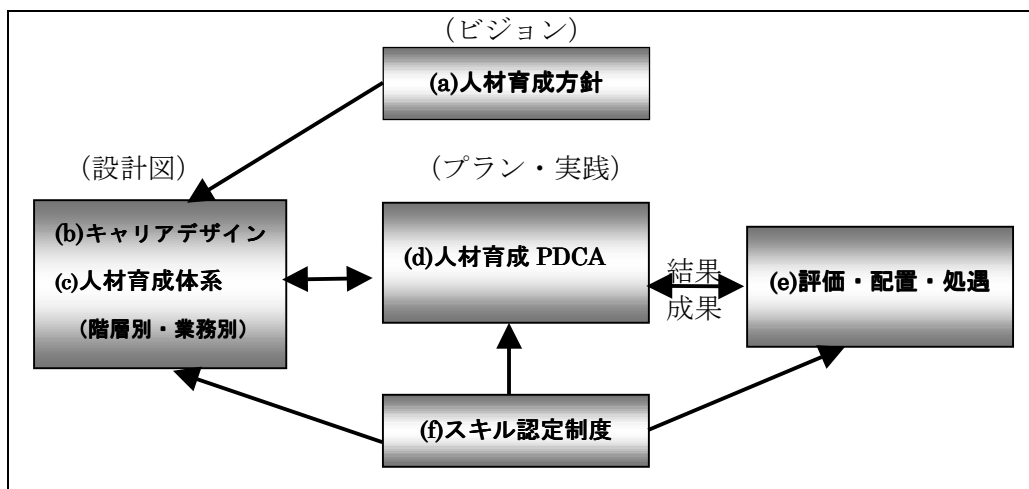 （ビジョン）
(a)人材育成方針
（設計図）
（プラン・実践）
(b)キャリアデザイン
(c)人材育成体系
（階層別・業務別）
(d)人材育成 PDCA
結果
成果
(e)評価・配置・処遇
(f)スキル認定制度